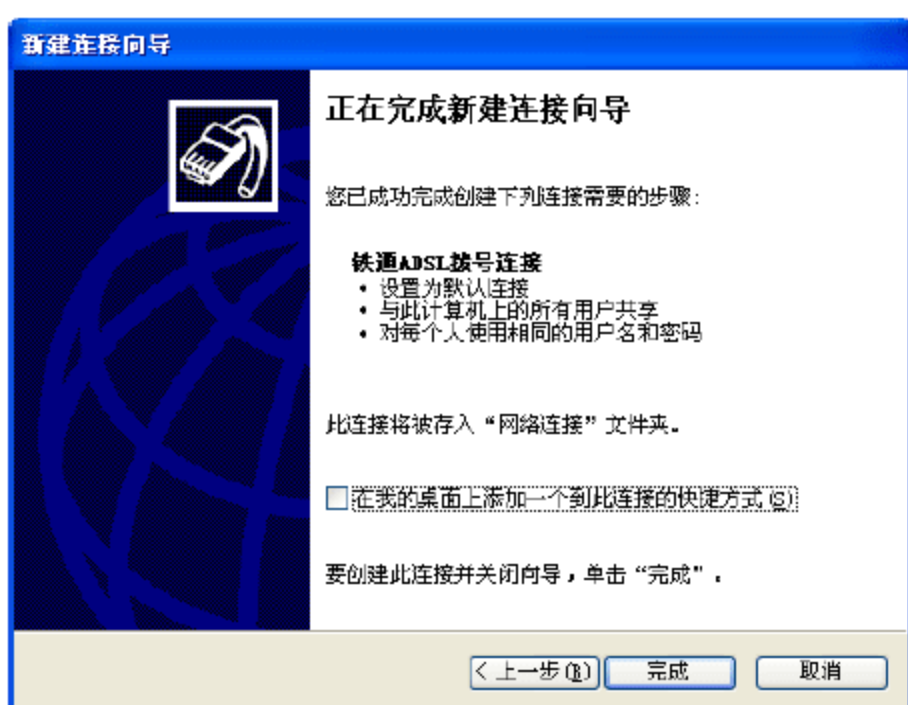 新建连接向导
正在完成新建连接向导
您已成功完成创建下列连接需要的步骤:
铁通ADSL拨号连接
• 设置为默认连接
• 与此计算机上的所有用户共享
• 对每个人使用相同的用户名和密码
此连接将被存入“网络连接”文件夹。
在我的桌面上添加一个到此连接的快捷方式(S)
要创建此连接并关闭向导，单击“完成”。
< 上一步(B) 完成 取消